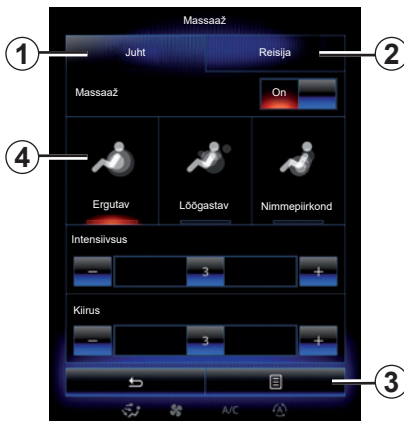 Massaaž
1 Juht Reisija 2
Massaaž On
4
Ergutav Lõõgastav Nimmepiirkond
Intensiivsus
− 3 +
Kiirus
− 3 +
3
A/C
A